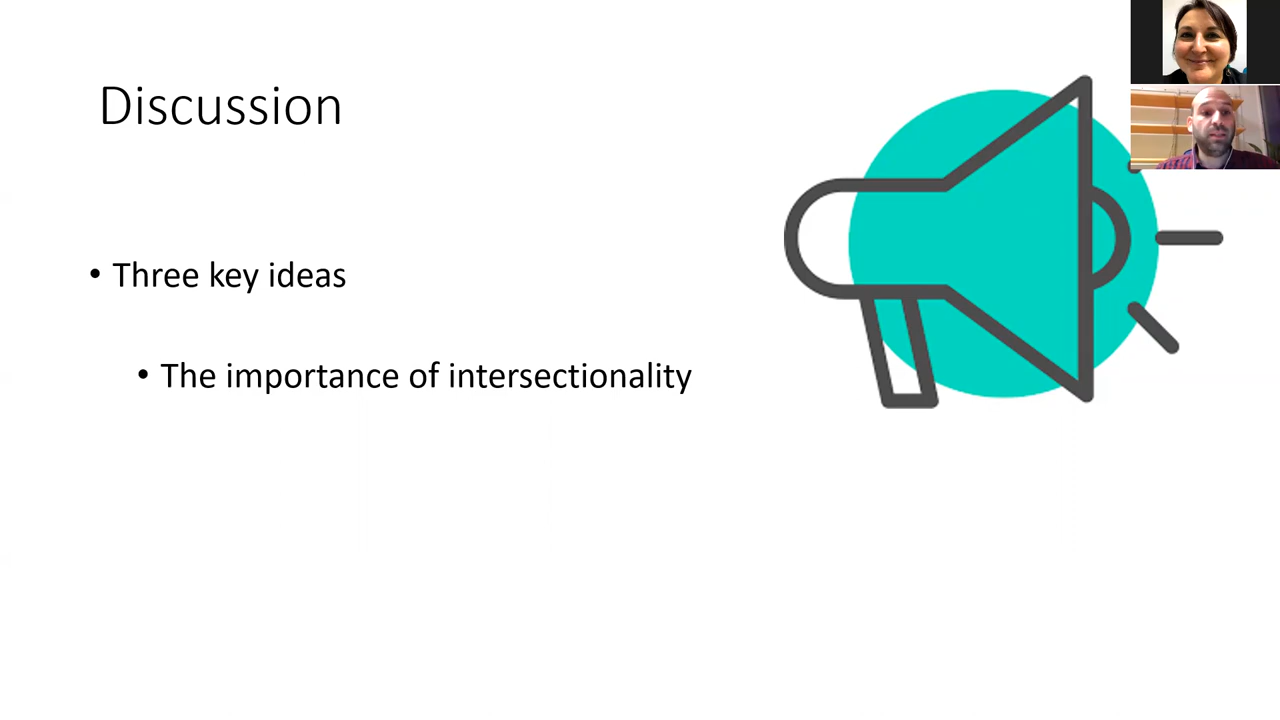 Discussion
• Three key ideas
• The importance of intersectionality